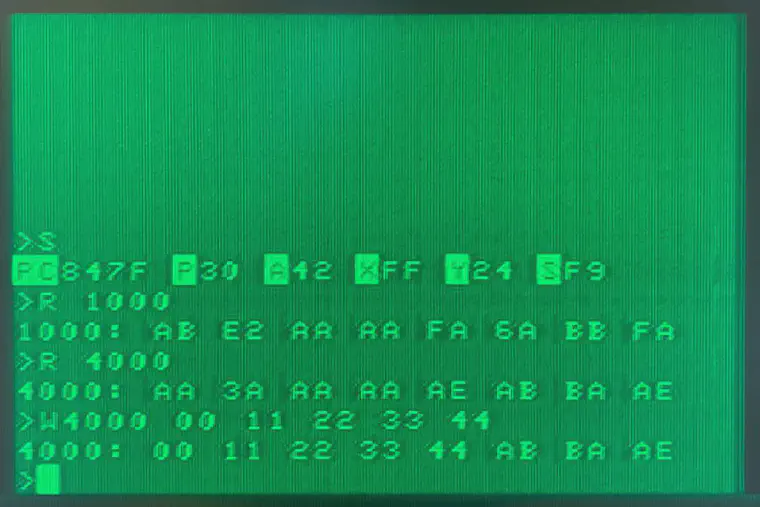 >S
PC847F P30 A42 XFF Y24 SF9
>R 1000
1000: AB E2 AA AA FA 6A BB FA
>R 4000
4000: AA 3A AA AA AE AB BA AE
>W4000 00 11 22 33 44
4000: 00 11 22 33 44 AB BA AE
>